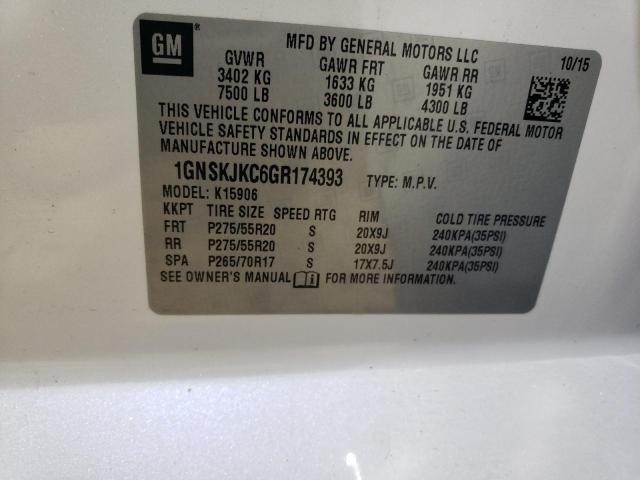 GM ®
MFD BY GENERAL MOTORS LLC
10/15
GVWR GAWR FRT GAWR RR
3402 KG 1633 KG 1951 KG
7500 LB 3600 LB 4300 LB
THIS VEHICLE CONFORMS TO ALL APPLICABLE U.S. FEDERAL MOTOR
VEHICLE SAFETY STANDARDS IN EFFECT ON THE DATE OF
MANUFACTURE SHOWN ABOVE.
1GNSKJKC6GR174393 TYPE: M.P.V.
MODEL: K15906
KKPT TIRE SIZE SPEED RTG RIM COLD TIRE PRESSURE
FRT P275/55R20 S 20X9J 240KPA(35PSI)
RR P275/55R20 S 20X9J 240KPA(35PSI)
SPA P265/70R17 S 17X7.5J 240KPA(35PSI)
SEE OWNER'S MANUAL i FOR MORE INFORMATION.